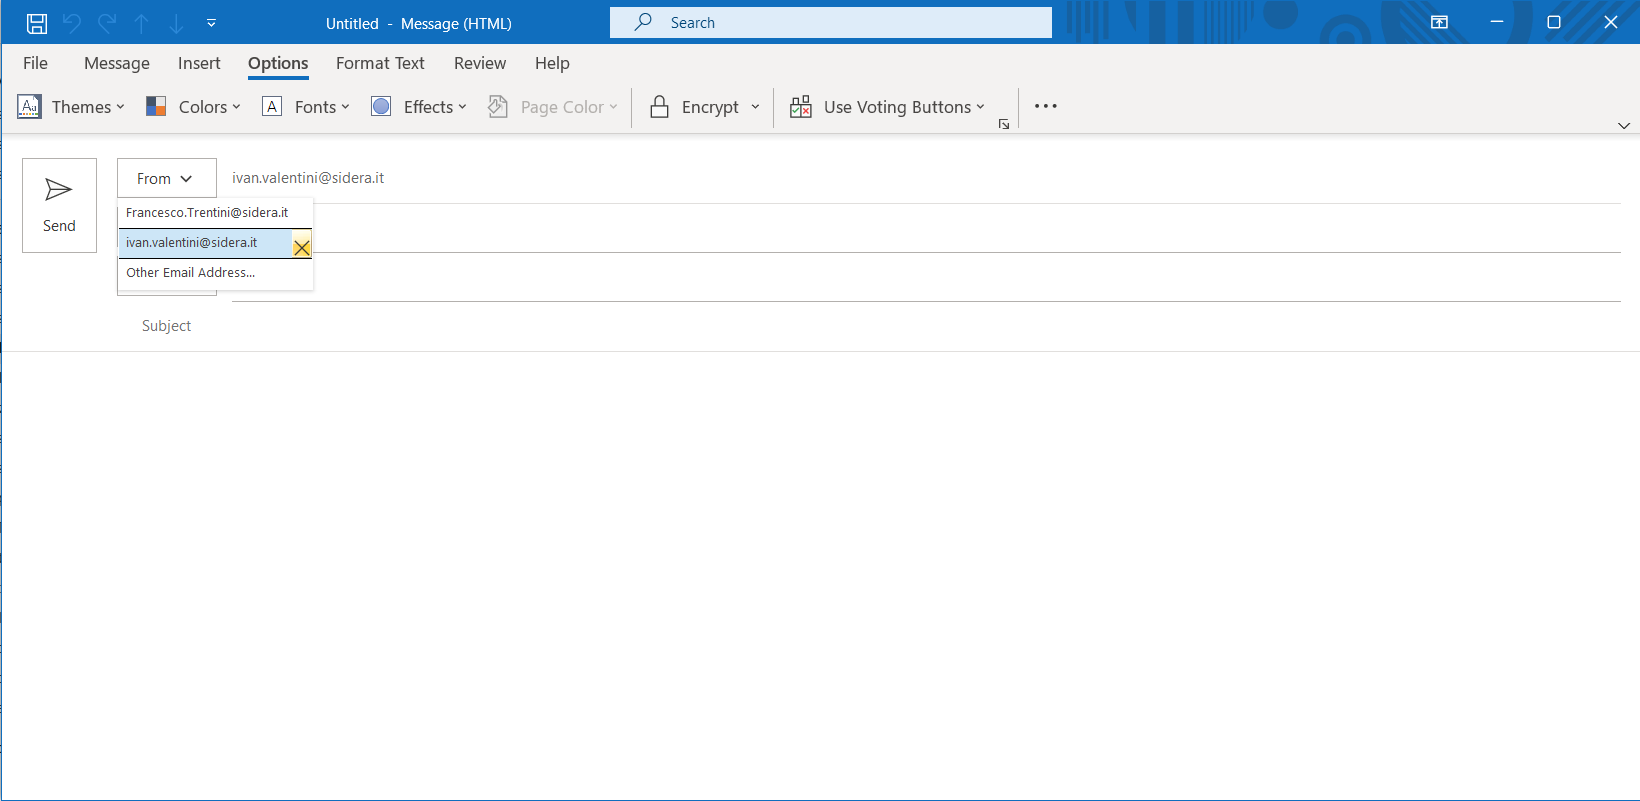 Untitled - Message (HTML)
Search
File Message Insert Options Format Text Review Help
Themes Colors Fonts Effects Page Color Encrypt Use Voting Buttons
Send
From
ivan.valentini@sidera.it
Francesco.Trentini@sidera.it
ivan.valentini@sidera.it
Other Email Address...
Subject